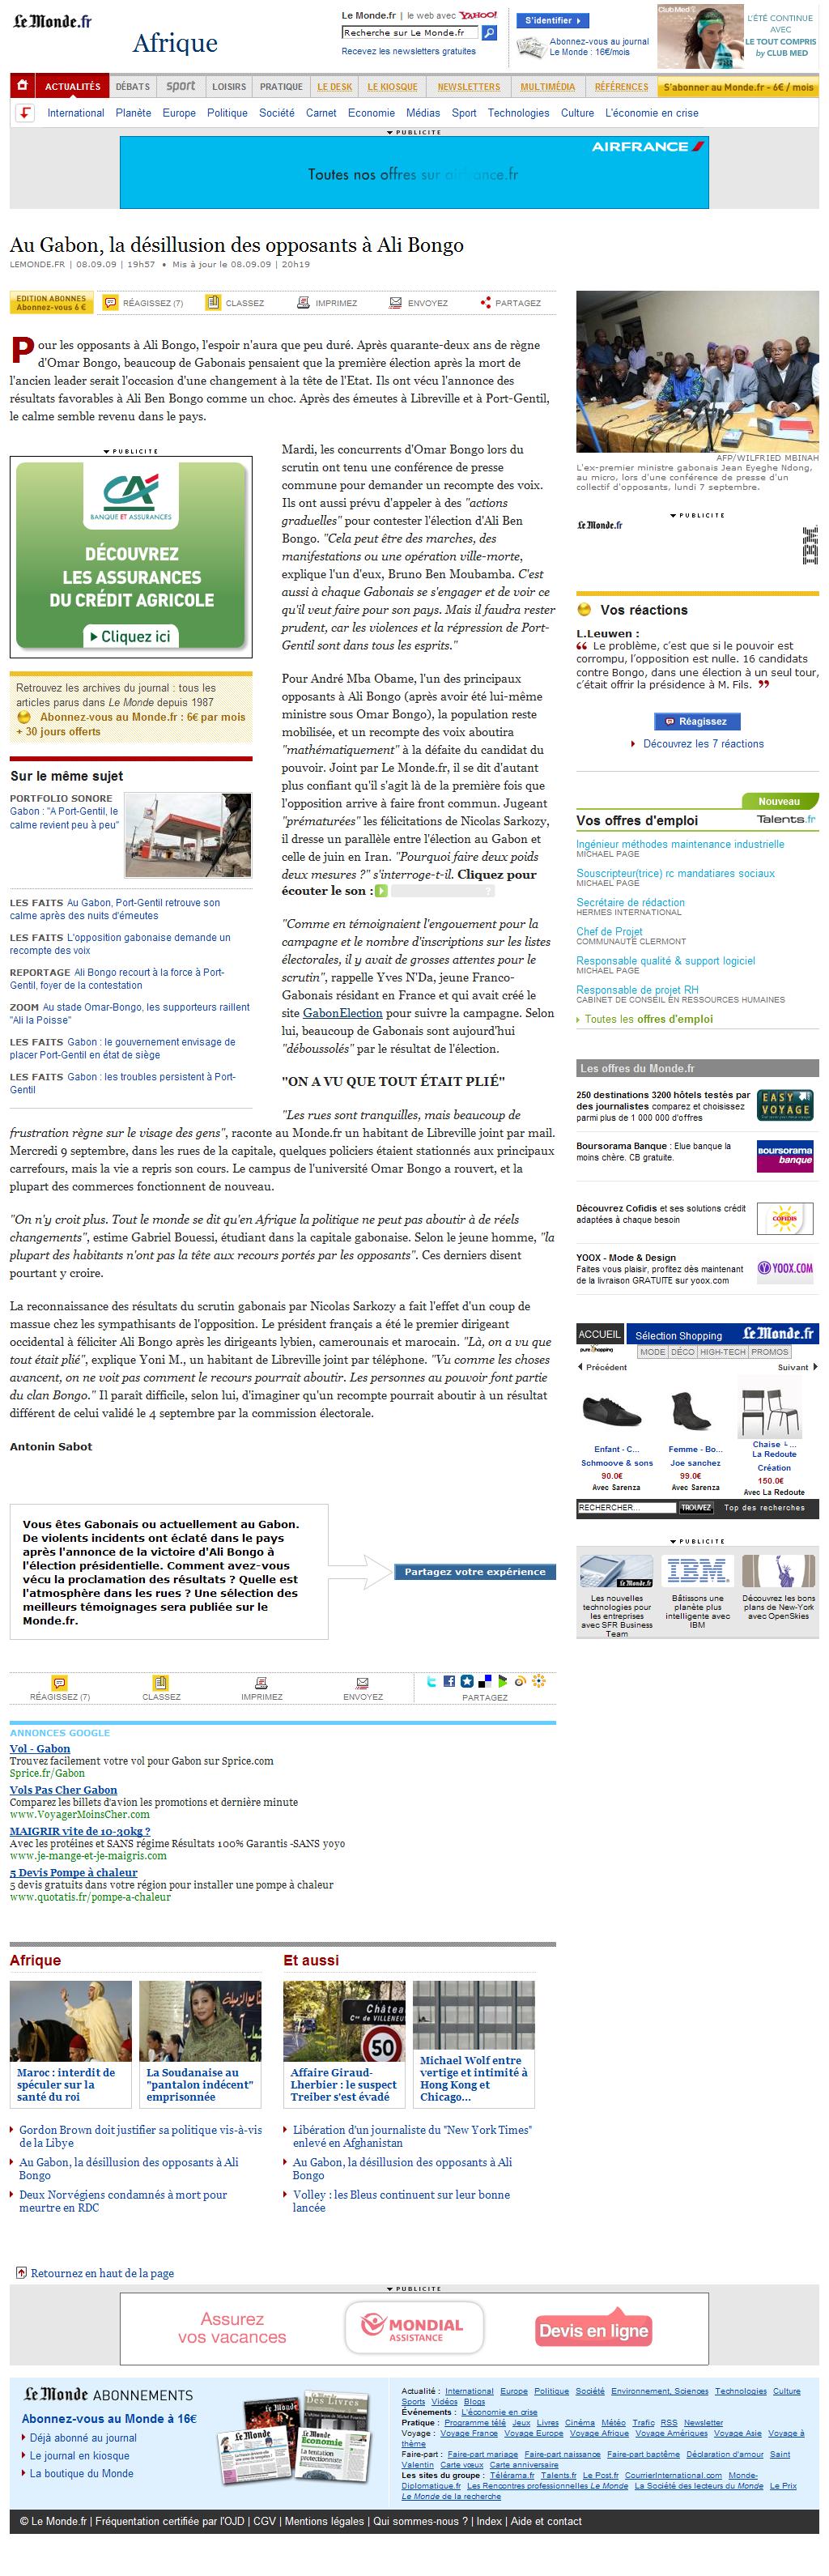 Le Monde.fr
Afrique
Le Monde.fr | le web avec YAHOO!
Recherche sur Le Monde.fr
Recevez les newsletters gratuites
S'identifier
Abonnez-vous au journal
Le Monde : 16€/mois
Club Med
L'ÉTÉ CONTINUE
AVEC
LE TOUT COMPRIS
by CLUB MED
ACTUALITÉS DÉBATS sport LOISIRS PRATIQUE LE DESK LE KIOSQUE NEWSLETTERS MULTIMÉDIA RÉFÉRENCES S'abonner au Monde.fr - 6€ / mois
International Planète Europe Politique Société Carnet Economie Médias Sport Technologies Culture L'économie en crise
PUBLICITE
AIRFRANCE
Toutes nos offres sur airfrance.fr
Au Gabon, la désillusion des opposants à Ali Bongo
LEMONDE.FR | 08.09.09 | 19h57 • Mis à jour le 08.09.09 | 20h19
EDITION ABONNES
Abonnez-vous 6 €
RÉAGISSEZ (7) CLASSEZ IMPRIMEZ ENVOYEZ PARTAGEZ
Pour les opposants à Ali Bongo, l'espoir n'aura que peu duré. Après quarante-deux ans de règne
d'Omar Bongo, beaucoup de Gabonais pensaient que la première élection après la mort de
l'ancien leader serait l'occasion d'une changement à la tête de l'Etat. Ils ont vécu l'annonce des
résultats favorables à Ali Ben Bongo comme un choc. Après des émeutes à Libreville et à Port-Gentil,
le calme semble revenu dans le pays.
PUBLICITE
CA
BANQUE ET ASSURANCES
DÉCOUVREZ
LES ASSURANCES
DU CRÉDIT AGRICOLE
Cliquez ici
Retrouvez les archives du journal : tous les
articles parus dans Le Monde depuis 1987
Abonnez-vous au Monde.fr : 6€ par mois
+ 30 jours offerts
Sur le même sujet
PORTFOLIO SONORE
Gabon : "A Port-Gentil, le
calme revient peu à peu"
LES FAITS Au Gabon, Port-Gentil retrouve son
calme après des nuits d'émeutes
LES FAITS L'opposition gabonaise demande un
recompte des voix
REPORTAGE Ali Bongo recourt à la force à Port-
Gentil, foyer de la contestation
ZOOM Au stade Omar-Bongo, les supporteurs raillent
"Ali la Poisse"
LES FAITS Gabon : le gouvernement envisage de
placer Port-Gentil en état de siège
LES FAITS Gabon : les troubles persistent à Port-
Gentil
Mardi, les concurrents d'Omar Bongo lors du
scrutin ont tenu une conférence de presse
commune pour demander un recompte des voix.
Ils ont aussi prévu d'appeler à des "actions
graduelles" pour contester l'élection d'Ali Ben
Bongo. "Cela peut être des marches, des
manifestations ou une opération ville-morte,
explique l'un d'eux, Bruno Ben Moubamba. C'est
aussi à chaque Gabonais se s'engager et de voir ce
qu'il veut faire pour son pays. Mais il faudra rester
prudent, car les violences et la répression de Port-
Gentil sont dans tous les esprits."
Pour André Mba Obame, l'un des principaux
opposants à Ali Bongo (après avoir été lui-même
ministre sous Omar Bongo), la population reste
mobilisée, et un recompte des voix aboutira
"mathématiquement" à la défaite du candidat du
pouvoir. Joint par Le Monde.fr, il se dit d'autant
plus confiant qu'il s'agit là de la première fois que
l'opposition arrive à faire front commun. Jugeant
"prématurées" les félicitations de Nicolas Sarkozy,
il dresse un parallèle entre l'élection au Gabon et
celle de juin en Iran. "Pourquoi faire deux poids
deux mesures ?" s'interroge-t-il. Cliquez pour
écouter le son :
"Comme en témoignaient l'engouement pour la
campagne et le nombre d'inscriptions sur les listes
électorales, il y avait de grosses attentes pour le
scrutin", rappelle Yves N'Da, jeune Franco-
Gabonais résidant en France et qui avait créé le
site GabonElection pour suivre la campagne. Selon
lui, beaucoup de Gabonais sont aujourd'hui
"déboussolés" par le résultat de l'élection.
"ON A VU QUE TOUT ÉTAIT PLIÉ"
"Les rues sont tranquilles, mais beaucoup de
frustration règne sur le visage des gens", raconte au Monde.fr un habitant de Libreville joint par mail.
Mercredi 9 septembre, dans les rues de la capitale, quelques policiers étaient stationnés aux principaux
carrefours, mais la vie a repris son cours. Le campus de l'université Omar Bongo a rouvert, et la
plupart des commerces fonctionnent de nouveau.
"On n'y croit plus. Tout le monde se dit qu'en Afrique la politique ne peut pas aboutir à de réels
changements", estime Gabriel Bouessi, étudiant dans la capitale gabonaise. Selon le jeune homme, "la
plupart des habitants n'ont pas la tête aux recours portés par les opposants". Ces derniers disent
pourtant y croire.
La reconnaissance des résultats du scrutin gabonais par Nicolas Sarkozy a fait l'effet d'un coup de
massue chez les sympathisants de l'opposition. Le président français a été le premier dirigeant
occidental à féliciter Ali Bongo après les dirigeants lybien, camerounais et marocain. "Là, on a vu que
tout était plié", explique Yoni M., un habitant de Libreville joint par téléphone. "Vu comme les choses
avancent, on ne voit pas comment le recours pourrait aboutir. Les personnes au pouvoir font partie
du clan Bongo." Il paraît difficile, selon lui, d'imaginer qu'un recompte pourrait aboutir à un résultat
différent de celui validé le 4 septembre par la commission électorale.
Antonin Sabot
Vous êtes Gabonais ou actuellement au Gabon.
De violents incidents ont éclaté dans le pays
après l'annonce de la victoire d'Ali Bongo à
l'élection présidentielle. Comment avez-vous
vécu la proclamation des résultats ? Quelle est
l'atmosphère dans les rues ? Une sélection des
meilleurs témoignages sera publiée sur le
Monde.fr.
Partagez votre expérience
RÉAGISSEZ (7) CLASSEZ IMPRIMEZ ENVOYEZ PARTAGEZ
ANNONCES GOOGLE
Vol - Gabon
Trouvez facilement votre vol pour Gabon sur Sprice.com
Sprice.fr/Gabon
Vols Pas Cher Gabon
Comparez les billets d'avion les promotions et dernière minute
www.VoyagerMoinsCher.com
MAIGRIR vite de 10-30kg ?
Avec les protéines et SANS régime Résultats 100% Garantis -SANS yoyo
www.je-mange-et-je-maigris.com
5 Devis Pompe à chaleur
5 devis gratuits dans votre région pour installer une pompe à chaleur
www.quotatis.fr/pompe-a-chaleur
AFP/WILFRIED MBINAH
L'ex-premier ministre gabonais Jean Eyeghe Ndong,
au micro, lors d'une conférence de presse d'un
collectif d'opposants, lundi 7 septembre.
PUBLICITE
Le Monde.fr
IBM
Vos réactions
L.Leuwen :
Le problème, c'est que si le pouvoir est
corrompu, l'opposition est nulle. 16 candidats
contre Bongo, dans une élection à un seul tour,
c'était offrir la présidence à M. Fils.
Réagissez
Découvrez les 7 réactions
Nouveau
Vos offres d'emploi
Talents.fr
Ingénieur méthodes maintenance industrielle
MICHAEL PAGE
Souscripteur(trice) rc mandatiares sociaux
MICHAEL PAGE
Secrétaire de rédaction
HERMES INTERNATIONAL
Chef de Projet
COMMUNAUTÉ CLERMONT
Responsable qualité & support logiciel
MICHAEL PAGE
Responsable de projet RH
CABINET DE CONSEIL EN RESSOURCES HUMAINES
Toutes les offres d'emploi
Les offres du Monde.fr
250 destinations 3200 hôtels testés par
des journalistes comparez et choisissez
parmi plus de 1 000 000 d'offres
EASY VOYAGE
Boursorama Banque : Elue banque la
moins chère. CB gratuite.
BOURSORAMA
banque
Découvrez Cofidis et ses solutions crédit
adaptées à chaque besoin
COFIDIS
YOOX - Mode & Design
Faites vous plaisir, profitez dès maintenant
de la livraison GRATUITE sur yoox.com
YOOX.COM
ACCUEIL Sélection Shopping Le Monde.fr
MODE DÉCO HIGH-TECH PROMOS
Précédent Suivant
Enfant - C...
Schmoove & sons
90.0€
Avec Sarenza
Femme - Bo...
Joe sanchez
99.0€
Avec Sarenza
Chaise └ ...
La Redoute
Création
150.0€
Avec La Redoute
RECHERCHER... TROUVEZ Top des recherches
PUBLICITE
Le Monde.fr
Les nouvelles
technologies pour
les entreprises
avec SFR Business
Team
IBM
Bâtissons une
planète plus
intelligente avec
IBM
Découvrez les bons
plans de New-York
avec OpenSkies
Afrique
Maroc : interdit de
spéculer sur la
santé du roi
La Soudanaise au
"pantalon indécent"
emprisonnée
Gordon Brown doit justifier sa politique vis-à-vis
de la Libye
Au Gabon, la désillusion des opposants à Ali
Bongo
Deux Norvégiens condamnés à mort pour
meurtre en RDC
Et aussi
Châtea
Cne de VILLENEU
50
Affaire Giraud-
Lherbier : le suspect
Treiber s'est évadé
Michael Wolf entre
vertige et intimité à
Hong Kong et
Chicago...
Libération d'un journaliste du "New York Times"
enlevé en Afghanistan
Au Gabon, la désillusion des opposants à Ali
Bongo
Volley : les Bleus continuent sur leur bonne
lancée
Retournez en haut de la page
PUBLICITE
Assurez
vos vacances
MONDIAL
ASSISTANCE
Devis en ligne
Le Monde ABONNEMENTS
Abonnez-vous au Monde à 16€
Déjà abonné au journal
Le journal en kiosque
La boutique du Monde
Actualité : International Europe Politique Société Environnement, Sciences Technologies Culture
Sports Vidéos Blogs
Événements : L'économie en crise
Pratique : Programme télé Jeux Livres Cinéma Météo Trafic RSS Newsletter
Voyage : Voyage France Voyage Europe Voyage Afrique Voyage Amériques Voyage Asie Voyage à
thème
Faire-part : Faire-part mariage Faire-part naissance Faire-part baptême Déclaration d'amour Saint
Valentin Carte vœux Carte anniversaire
Les sites du groupe : Télérama.fr Talents.fr Le Post.fr CourrierInternational.com Monde-
Diplomatique.fr Les Rencontres professionnelles Le Monde La Société des lecteurs du Monde Le Prix
Le Monde de la recherche
© Le Monde.fr | Fréquentation certifiée par l'OJD | CGV | Mentions légales | Qui sommes-nous ? | Index | Aide et contact